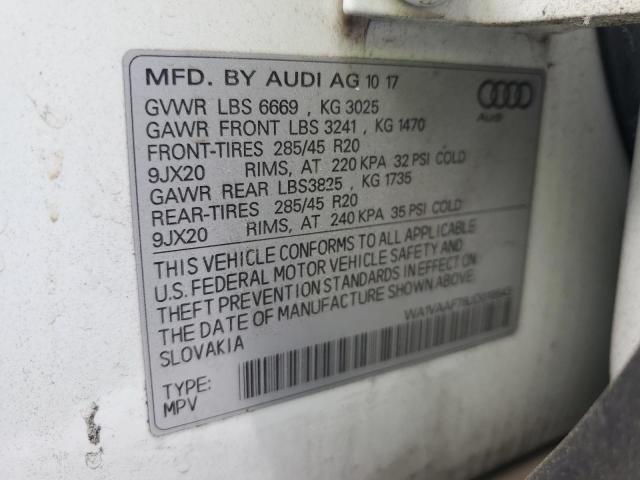 MFD. BY AUDI AG 10 17
GVWR LBS 6669 , KG 3025
GAWR FRONT LBS 3241 , KG 1470
FRONT-TIRES 285/45 R20
9JX20 RIMS, AT 220 KPA 32 PSI COLD
GAWR REAR LBS3825 , KG 1735
REAR-TIRES 285/45 R20
9JX20 RIMS, AT 240 KPA 35 PSI COLD
Audi
THIS VEHICLE CONFORMS TO ALL APPLICABLE
U.S. FEDERAL MOTOR VEHICLE SAFETY AND
THEFT PREVENTION STANDARDS IN EFFECT ON
THE DATE OF MANUFACTURE SHOWN ABOVE.
SLOVAKIA
TYPE:
MPV